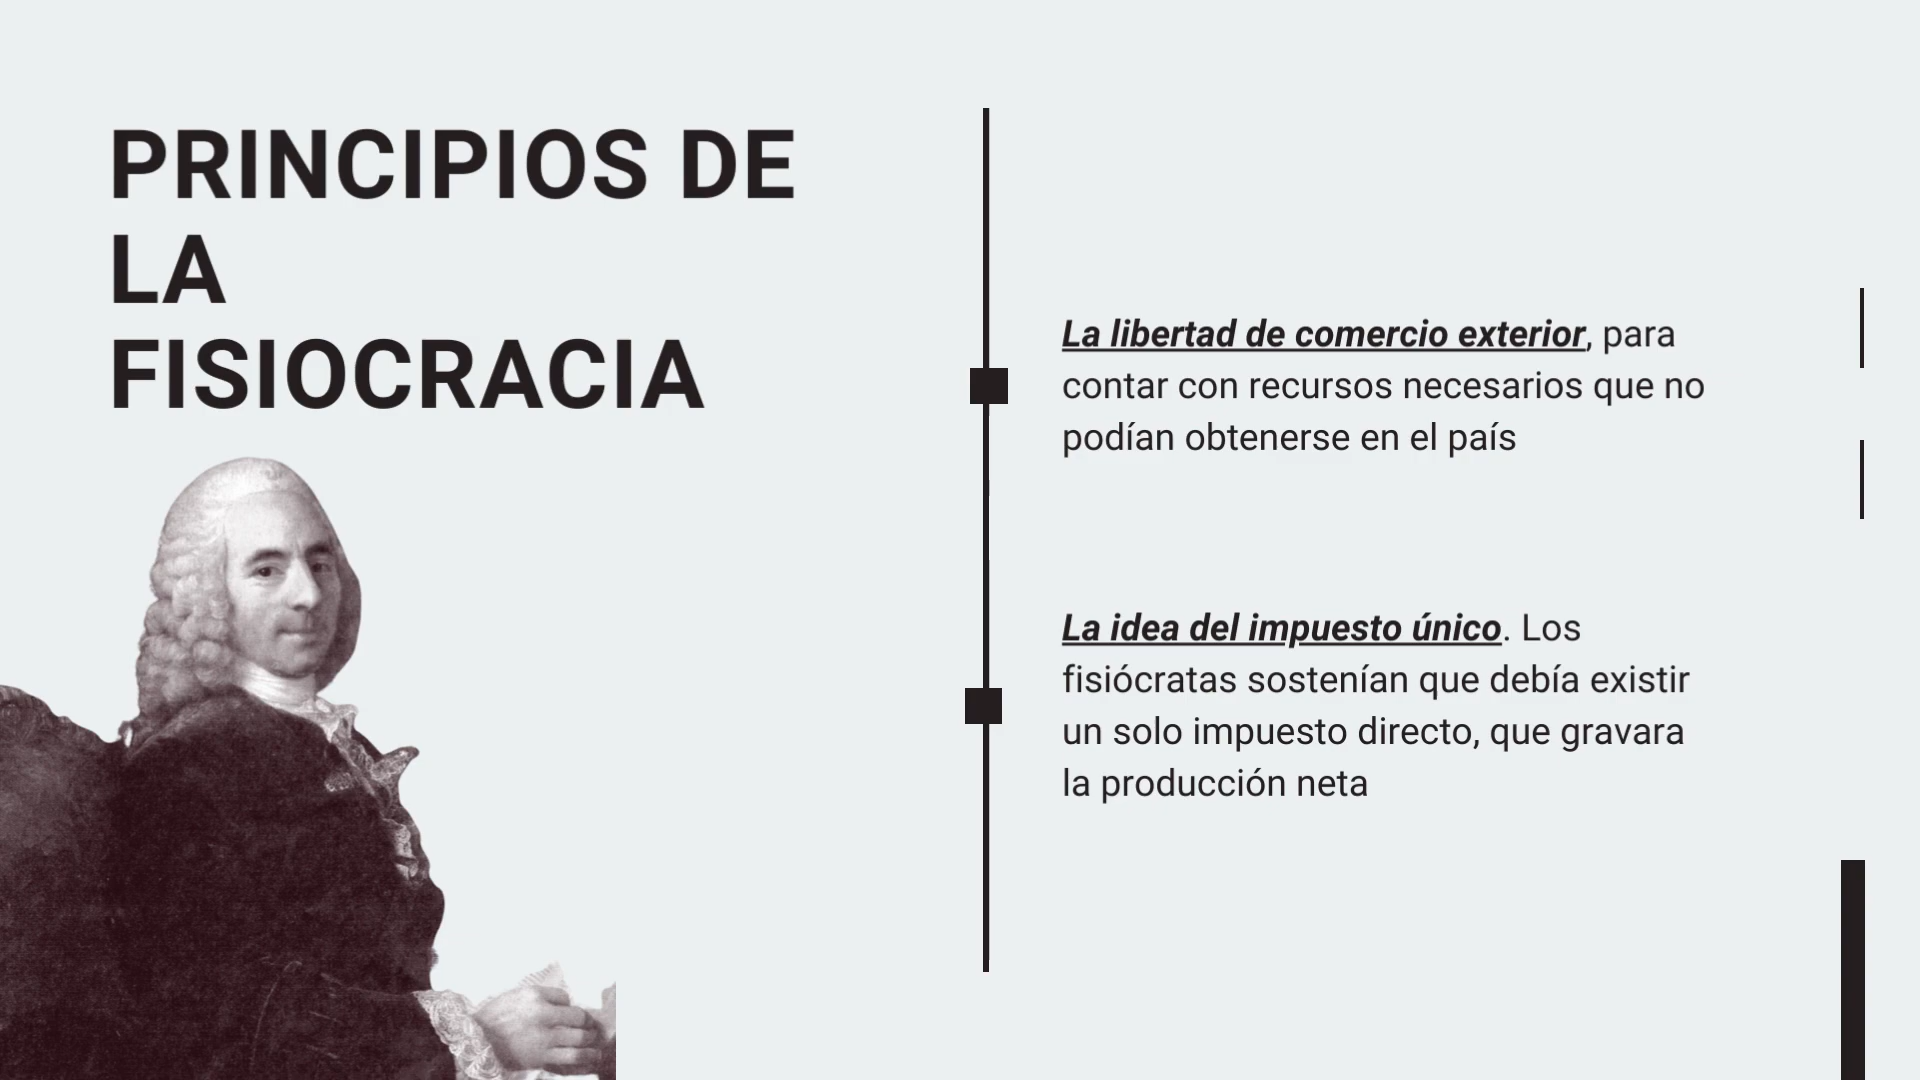 PRINCIPIOS DE
LA
FISIOCRACIA
La libertad de comercio exterior, para
contar con recursos necesarios que no
podían obtenerse en el país
La idea del impuesto único. Los
fisiócratas sostenían que debía existir
un solo impuesto directo, que gravara
la producción neta